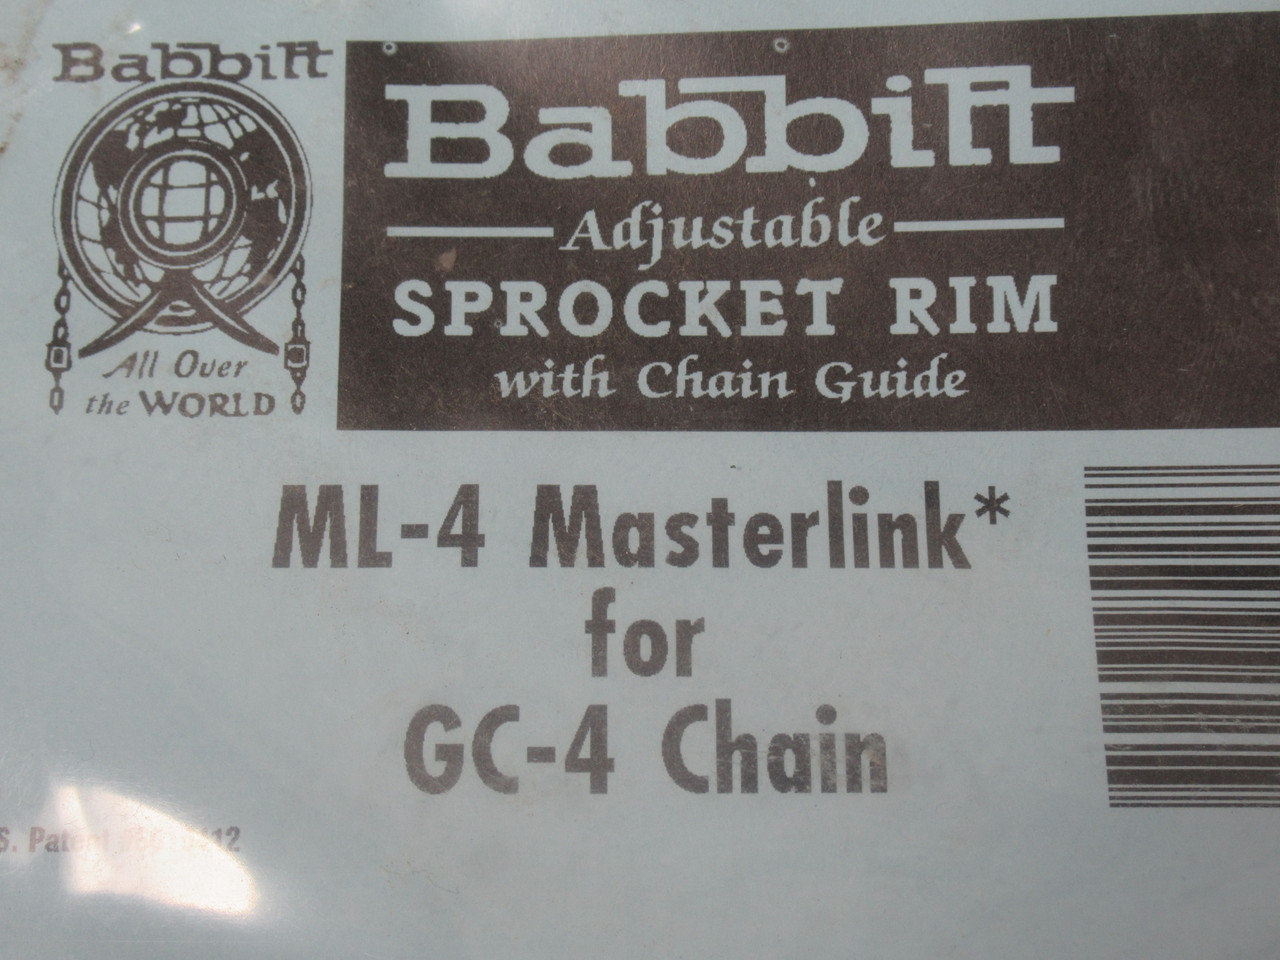 Babbitt
All Over
the WORLD
Babbitt
Adjustable
SPROCKET RIM
with Chain Guide
ML-4 Masterlink*
for
GC-4 Chain
S. Patent